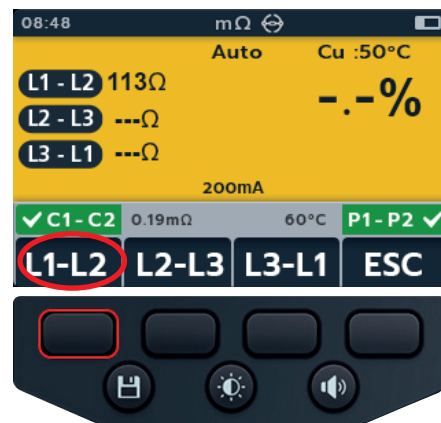 08:48 mΩ
Auto Cu :50°C
L1 - L2 113Ω
-.-%
L2 - L3 ---Ω
L3 - L1 ---Ω
200mA
✓ C1 - C2 0.19mΩ 60°C P1 - P2 ✓
L1-L2 L2-L3 L3-L1 ESC